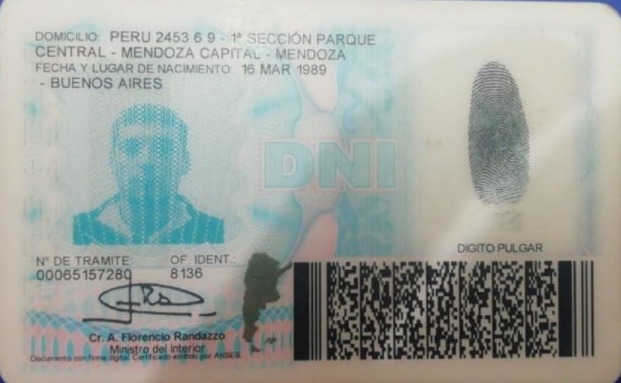 DOMICILIO: PERU 2453 6 9 - 1ª SECCIÓN PARQUE
CENTRAL - MENDOZA CAPITAL - MENDOZA
FECHA Y LUGAR DE NACIMIENTO: 16 MAR 1989
- BUENOS AIRES
DNI
DIGITO PULGAR
Nº DE TRAMITE: OF. IDENT.:
00065157280 8136
Cr. A. Florencio Randazzo
Ministro del Interior
Documento con firma digital. Certificado emitido por ANSES.